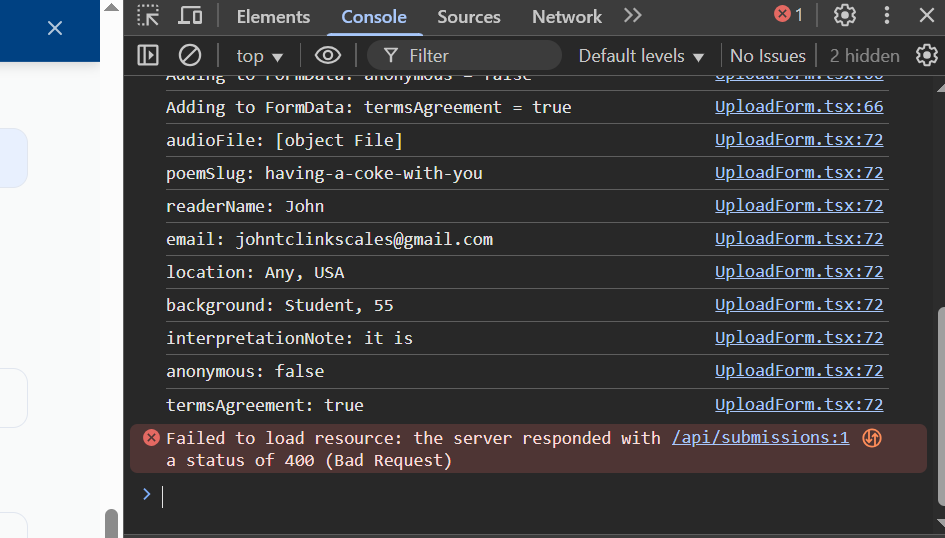 Elements Console Sources Network
1
top Filter Default levels No Issues 2 hidden
Adding to FormData: anonymous = false UploadForm.tsx:66
Adding to FormData: termsAgreement = true UploadForm.tsx:66
audioFile: [object File] UploadForm.tsx:72
poemSlug: having-a-coke-with-you UploadForm.tsx:72
readerName: John UploadForm.tsx:72
email: johntclinkscales@gmail.com UploadForm.tsx:72
location: Any, USA UploadForm.tsx:72
background: Student, 55 UploadForm.tsx:72
interpretationNote: it is UploadForm.tsx:72
anonymous: false UploadForm.tsx:72
termsAgreement: true UploadForm.tsx:72
Failed to load resource: the server responded with /api/submissions:1
a status of 400 (Bad Request)